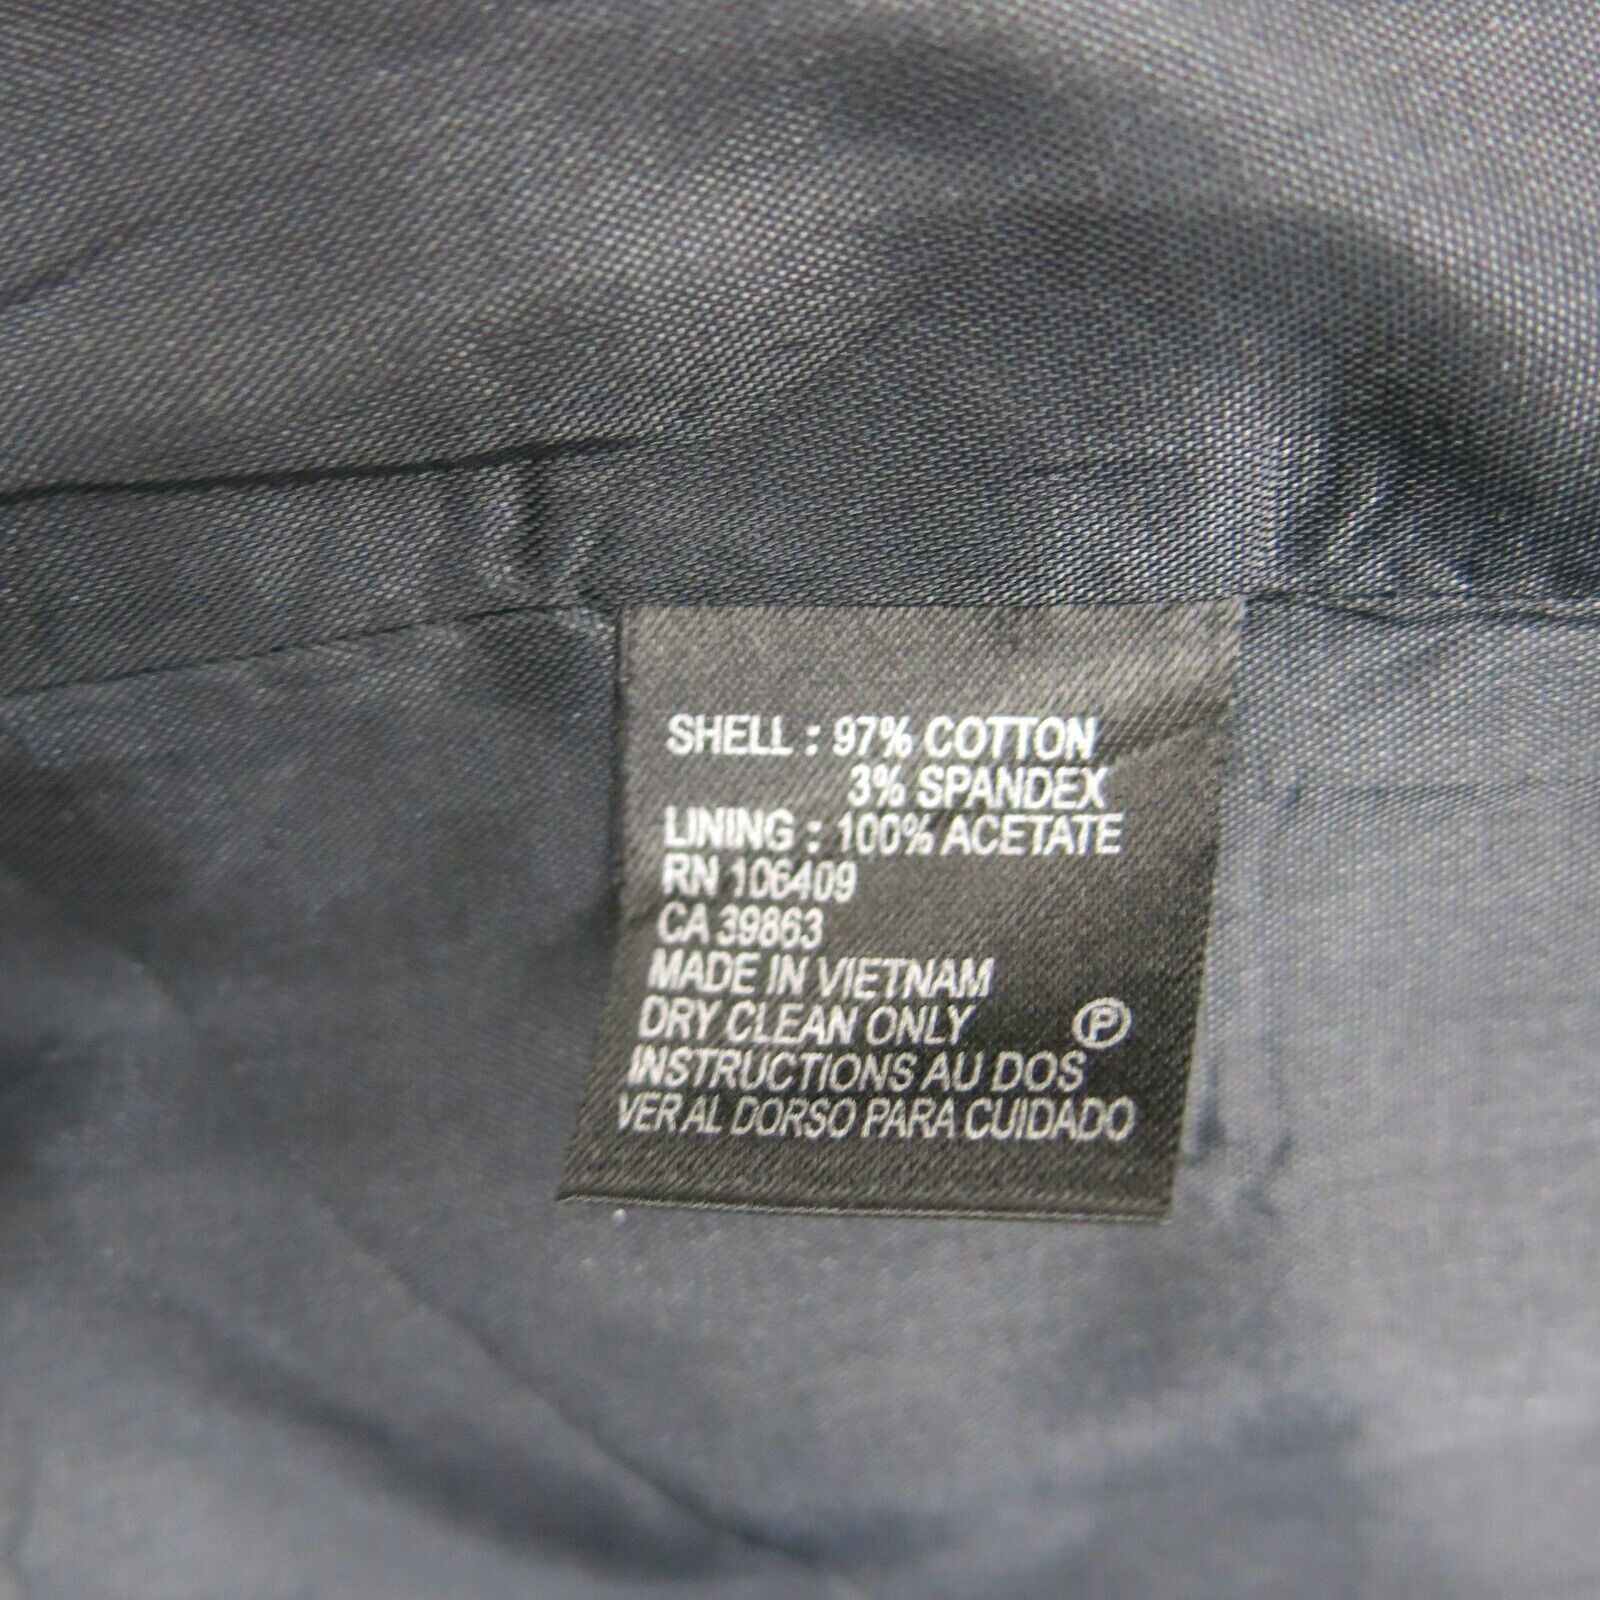 SHELL : 97% COTTON
3% SPANDEX
LINING : 100% ACETATE
RN 106409
CA 39863
MADE IN VIETNAM
DRY CLEAN ONLY Ⓟ
INSTRUCTIONS AU DOS
VER AL DORSO PARA CUIDADO